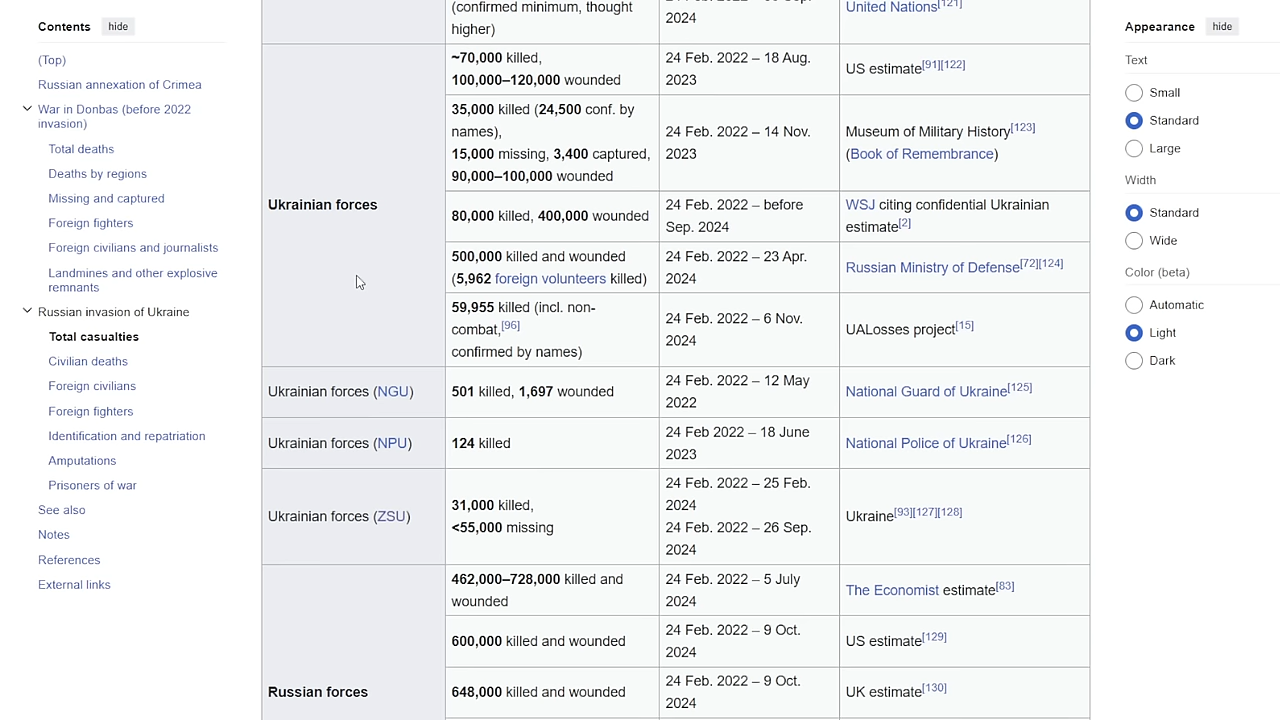 Contents hide
(Top)
Russian annexation of Crimea
War in Donbas (before 2022
invasion)
Total deaths
Deaths by regions
Missing and captured
Foreign fighters
Foreign civilians and journalists
Landmines and other explosive
remnants
Russian invasion of Ukraine
Total casualties
Civilian deaths
Foreign civilians
Foreign fighters
Identification and repatriation
Amputations
Prisoners of war
See also
Notes
References
External links
(confirmed minimum, thought
higher)
2024
United Nations[121]
Ukrainian forces
~70,000 killed,
100,000–120,000 wounded
24 Feb. 2022 – 18 Aug.
2023
US estimate[91][122]
35,000 killed (24,500 conf. by
names),
15,000 missing, 3,400 captured,
90,000–100,000 wounded
24 Feb. 2022 – 14 Nov.
2023
Museum of Military History[123]
(Book of Remembrance)
80,000 killed, 400,000 wounded
24 Feb. 2022 – before
Sep. 2024
WSJ citing confidential Ukrainian
estimate[2]
500,000 killed and wounded
(5,962 foreign volunteers killed)
24 Feb. 2022 – 23 Apr.
2024
Russian Ministry of Defense[72][124]
59,955 killed (incl. non-
combat,[96]
confirmed by names)
24 Feb. 2022 – 6 Nov.
2024
UALosses project[15]
Ukrainian forces (NGU)
501 killed, 1,697 wounded
24 Feb. 2022 – 12 May
2022
National Guard of Ukraine[125]
Ukrainian forces (NPU)
124 killed
24 Feb 2022 – 18 June
2023
National Police of Ukraine[126]
Ukrainian forces (ZSU)
31,000 killed,
<55,000 missing
24 Feb. 2022 – 25 Feb.
2024
24 Feb. 2022 – 26 Sep.
2024
Ukraine[93][127][128]
Russian forces
462,000–728,000 killed and
wounded
24 Feb. 2022 – 5 July
2024
The Economist estimate[83]
600,000 killed and wounded
24 Feb. 2022 – 9 Oct.
2024
US estimate[129]
648,000 killed and wounded
24 Feb. 2022 – 9 Oct.
2024
UK estimate[130]
Appearance hide
Text
Small
Standard
Large
Width
Standard
Wide
Color (beta)
Automatic
Light
Dark